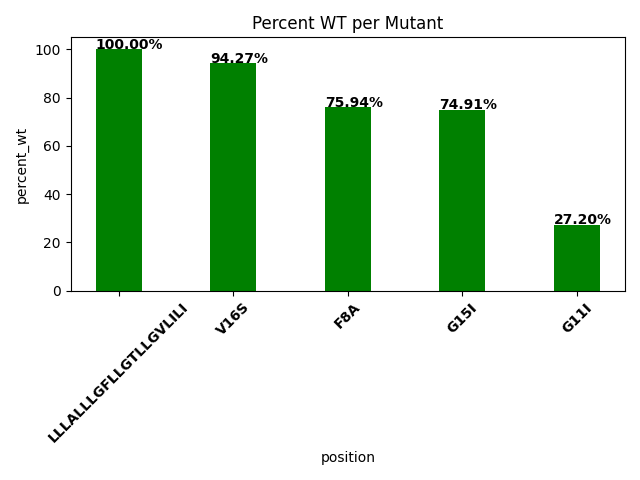 Percent WT per Mutant
percent_wt
100
80
60
40
20
0
100.00%
94.27%
75.94%
74.91%
27.20%
LLLALLLGFLLGTLLGVLILI
V16S
F8A
G15I
G11I
position